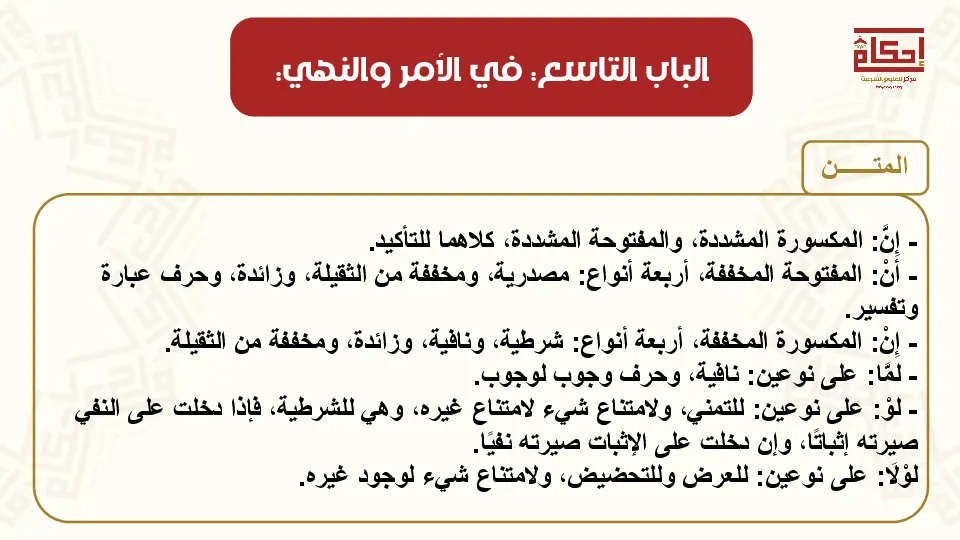 إحكام
مركز للعلوم الشرعية
الباب التاسع: في الأمر والنهي:
المتـــــن
- إِنَّ: المكسورة المشددة، والمفتوحة المشددة، كلاهما للتأكيد.
- أَنْ: المفتوحة المخففة، أربعة أنواع: مصدرية، ومخففة من الثقيلة، وزائدة، وحرف عبارة
وتفسير.
- إِنْ: المكسورة المخففة، أربعة أنواع: شرطية، ونافية، وزائدة، ومخففة من الثقيلة.
- لمَّا: على نوعين: نافية، وحرف وجوب لوجوب.
- لوْ: على نوعين: للتمني، ولامتناع شيء لامتناع غيره، وهي للشرطية، فإذا دخلت على النفي
صيرته إثباتًا، وإن دخلت على الإثبات صيرته نفيًا.
لوْلَا: على نوعين: للعرض وللتحضيض، ولامتناع شيء لوجود غيره.